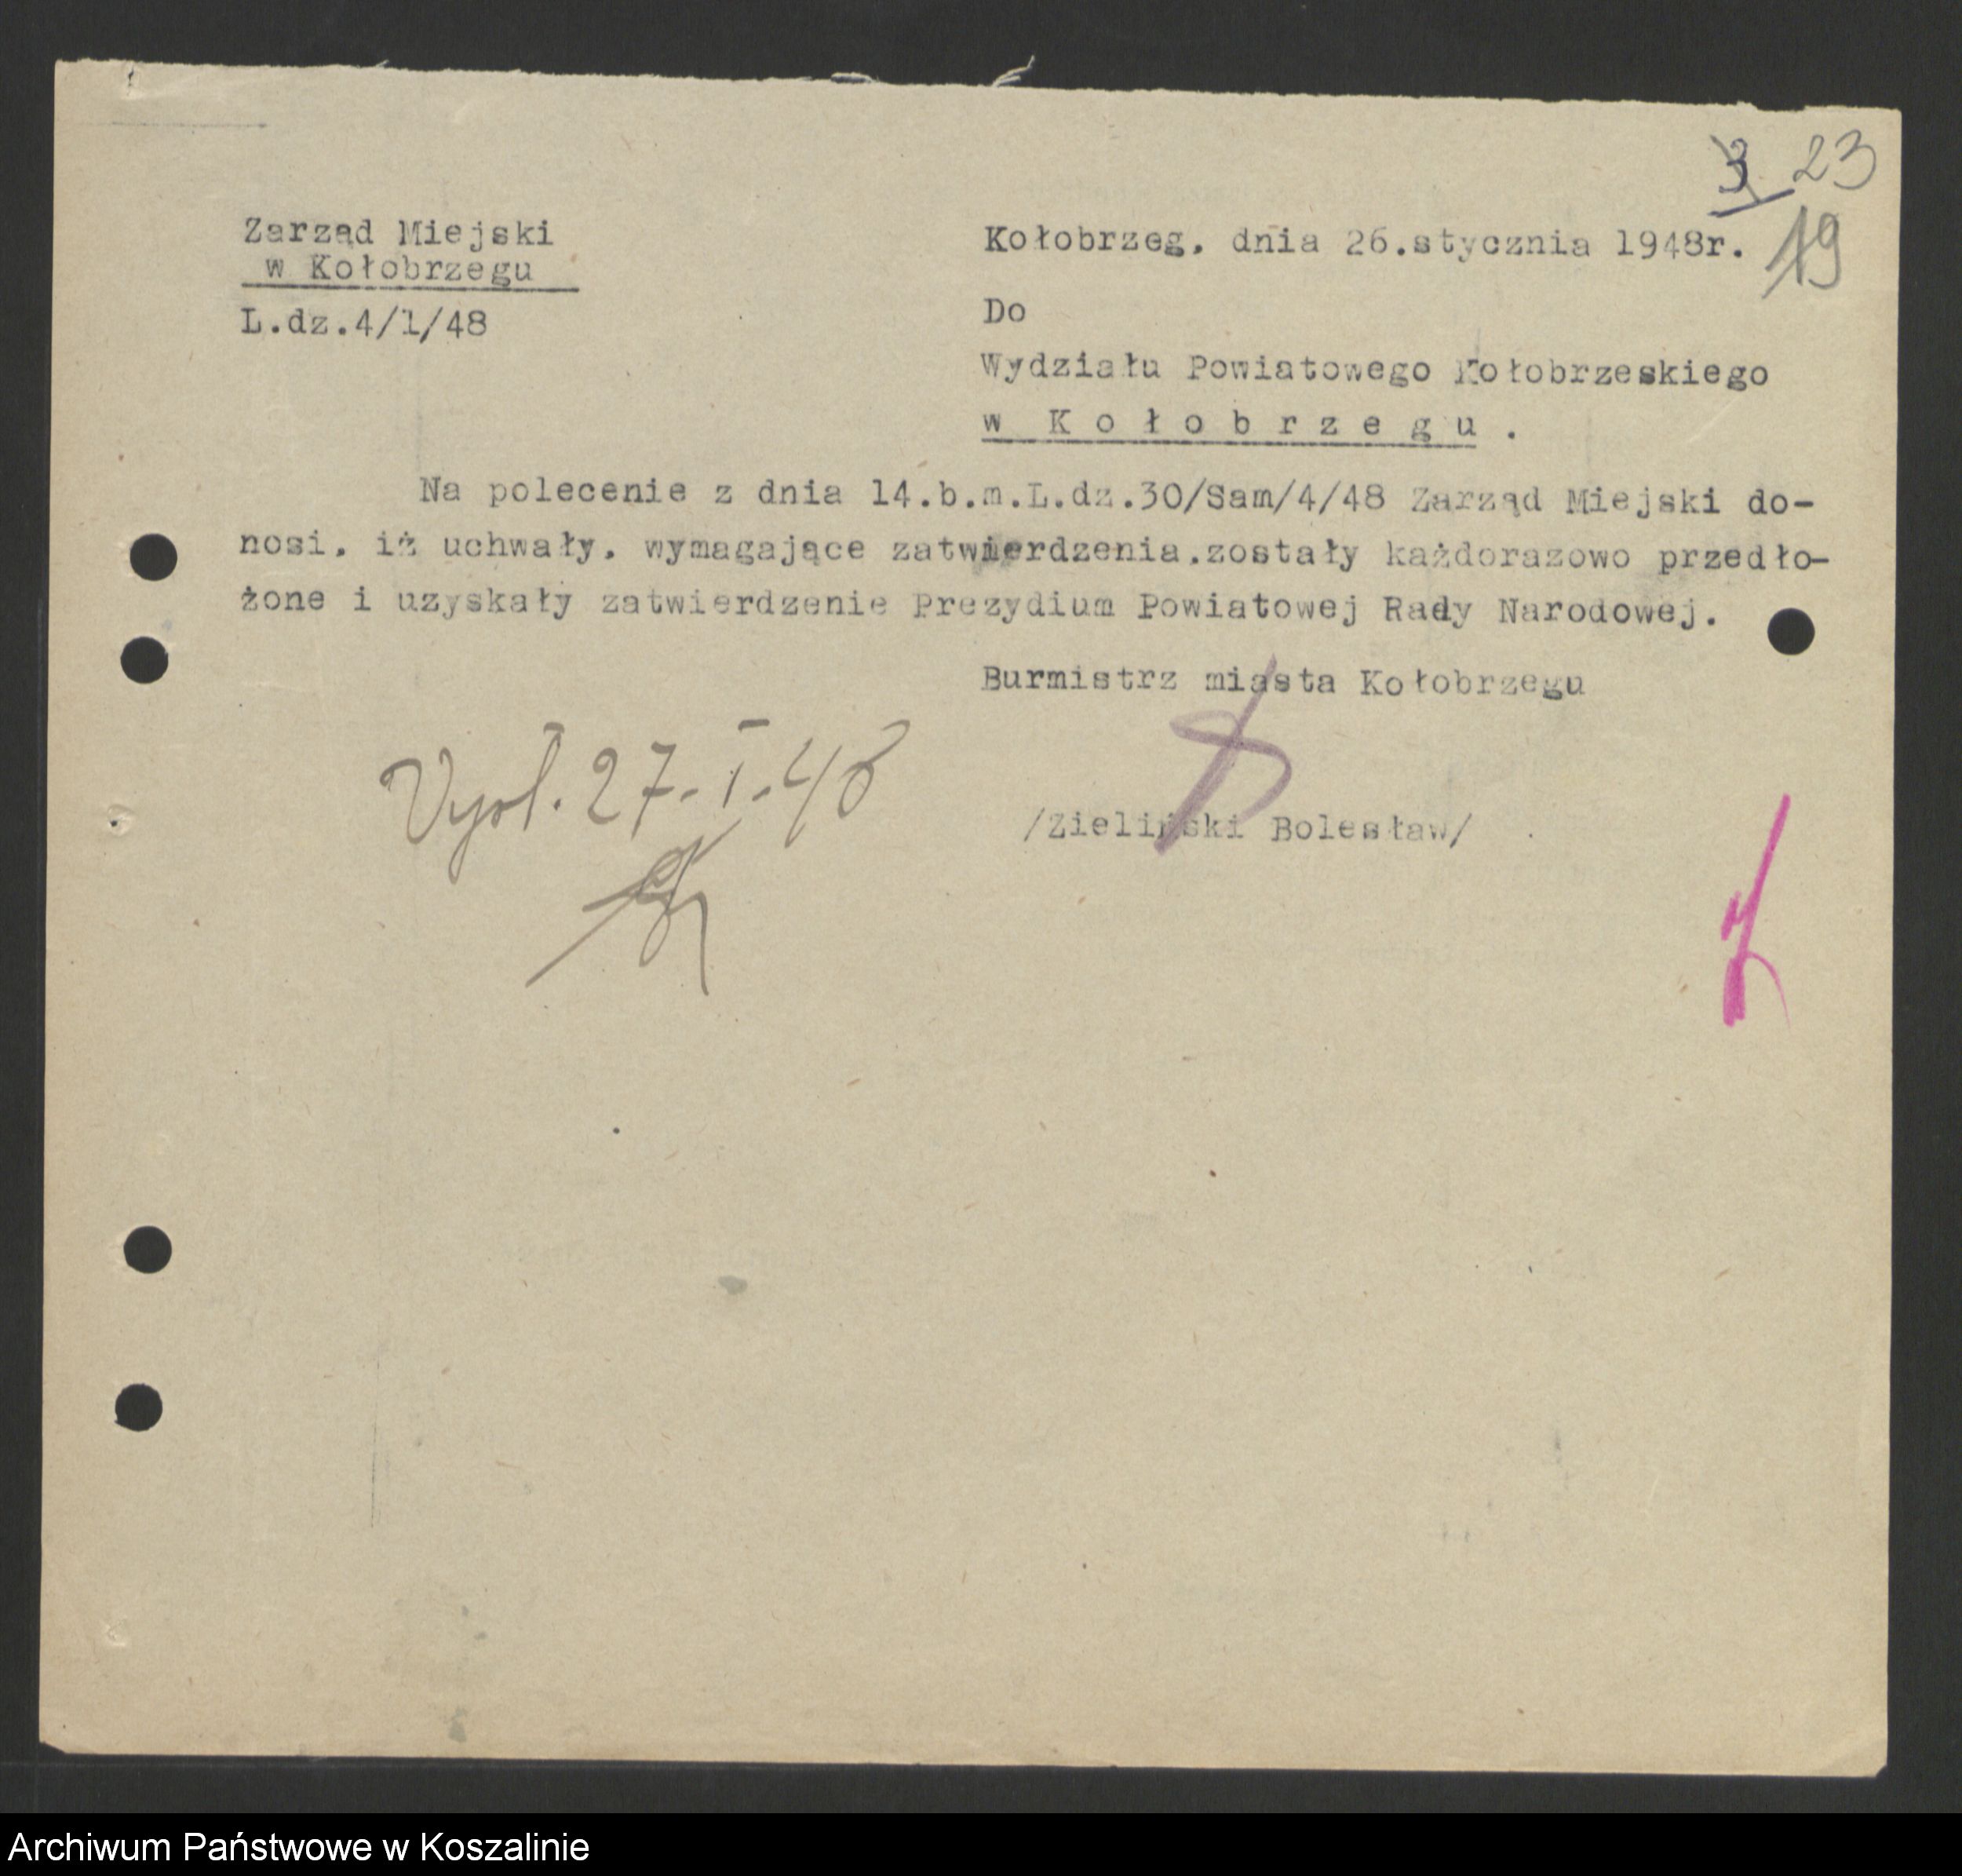 3 23
19
Zarząd Miejski
w Kołobrzegu
L.dz.4/1/48
Kołobrzeg, dnia 26.stycznia 1948r.
Do
Wydziału Powiatowego Kołobrzeskiego
w K o ł o b r z e g u .
Na polecenie z dnia 14.b.m.L.dz.30/Sam/4/48 Zarząd Miejski do-
nosi, iż uchwały, wymagające zatwierdzenia,zostały każdorazowo przedło-
żone i uzyskały zatwierdzenie Prezydium Powiatowej Rady Narodowej.
Burmistrz miasta Kołobrzegu
/Zieliński Bolesław/
Wysł. 27-I-48
Archiwum Państwowe w Koszalinie